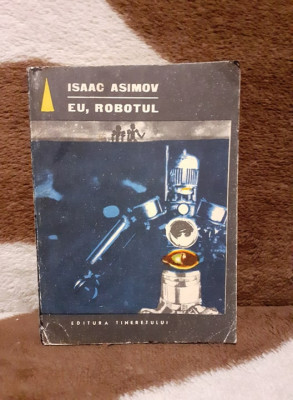 ISAAC ASIMOV
EU, ROBOTUL
EDITURA TINERETULUI